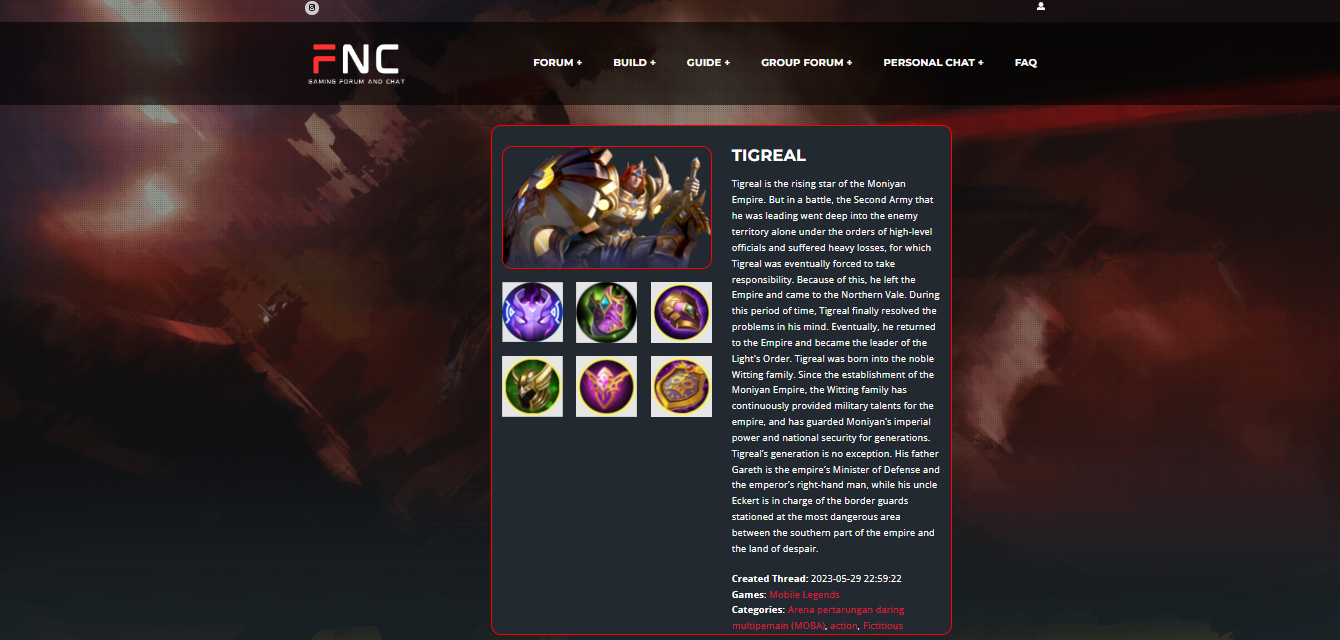 FNC
GAMING FORUM AND CHAT
FORUM +
BUILD +
GUIDE +
GROUP FORUM +
PERSONAL CHAT +
FAQ
TIGREAL
Tigreal is the rising star of the Moniyan
Empire. But in a battle, the Second Army that
he was leading went deep into the enemy
territory alone under the orders of high-level
officials and suffered heavy losses, for which
Tigreal was eventually forced to take
responsibility. Because of this, he left the
Empire and came to the Northern Vale. During
this period of time, Tigreal finally resolved the
problems in his mind. Eventually, he returned
to the Empire and became the leader of the
Light's Order. Tigreal was born into the noble
Witting family. Since the establishment of the
Moniyan Empire, the Witting family has
continuously provided military talents for the
empire, and has guarded Moniyan's imperial
power and national security for generations.
Tigreal's generation is no exception. His father
Gareth is the empire's Minister of Defense and
the emperor's right-hand man, while his uncle
Eckert is in charge of the border guards
stationed at the most dangerous area
between the southern part of the empire and
the land of despair.
Created Thread: 2023-05-29 22:59:22
Games: Mobile Legends
Categories: Arena pertarungan daring
multipemain (MOBA), action, Fictitious